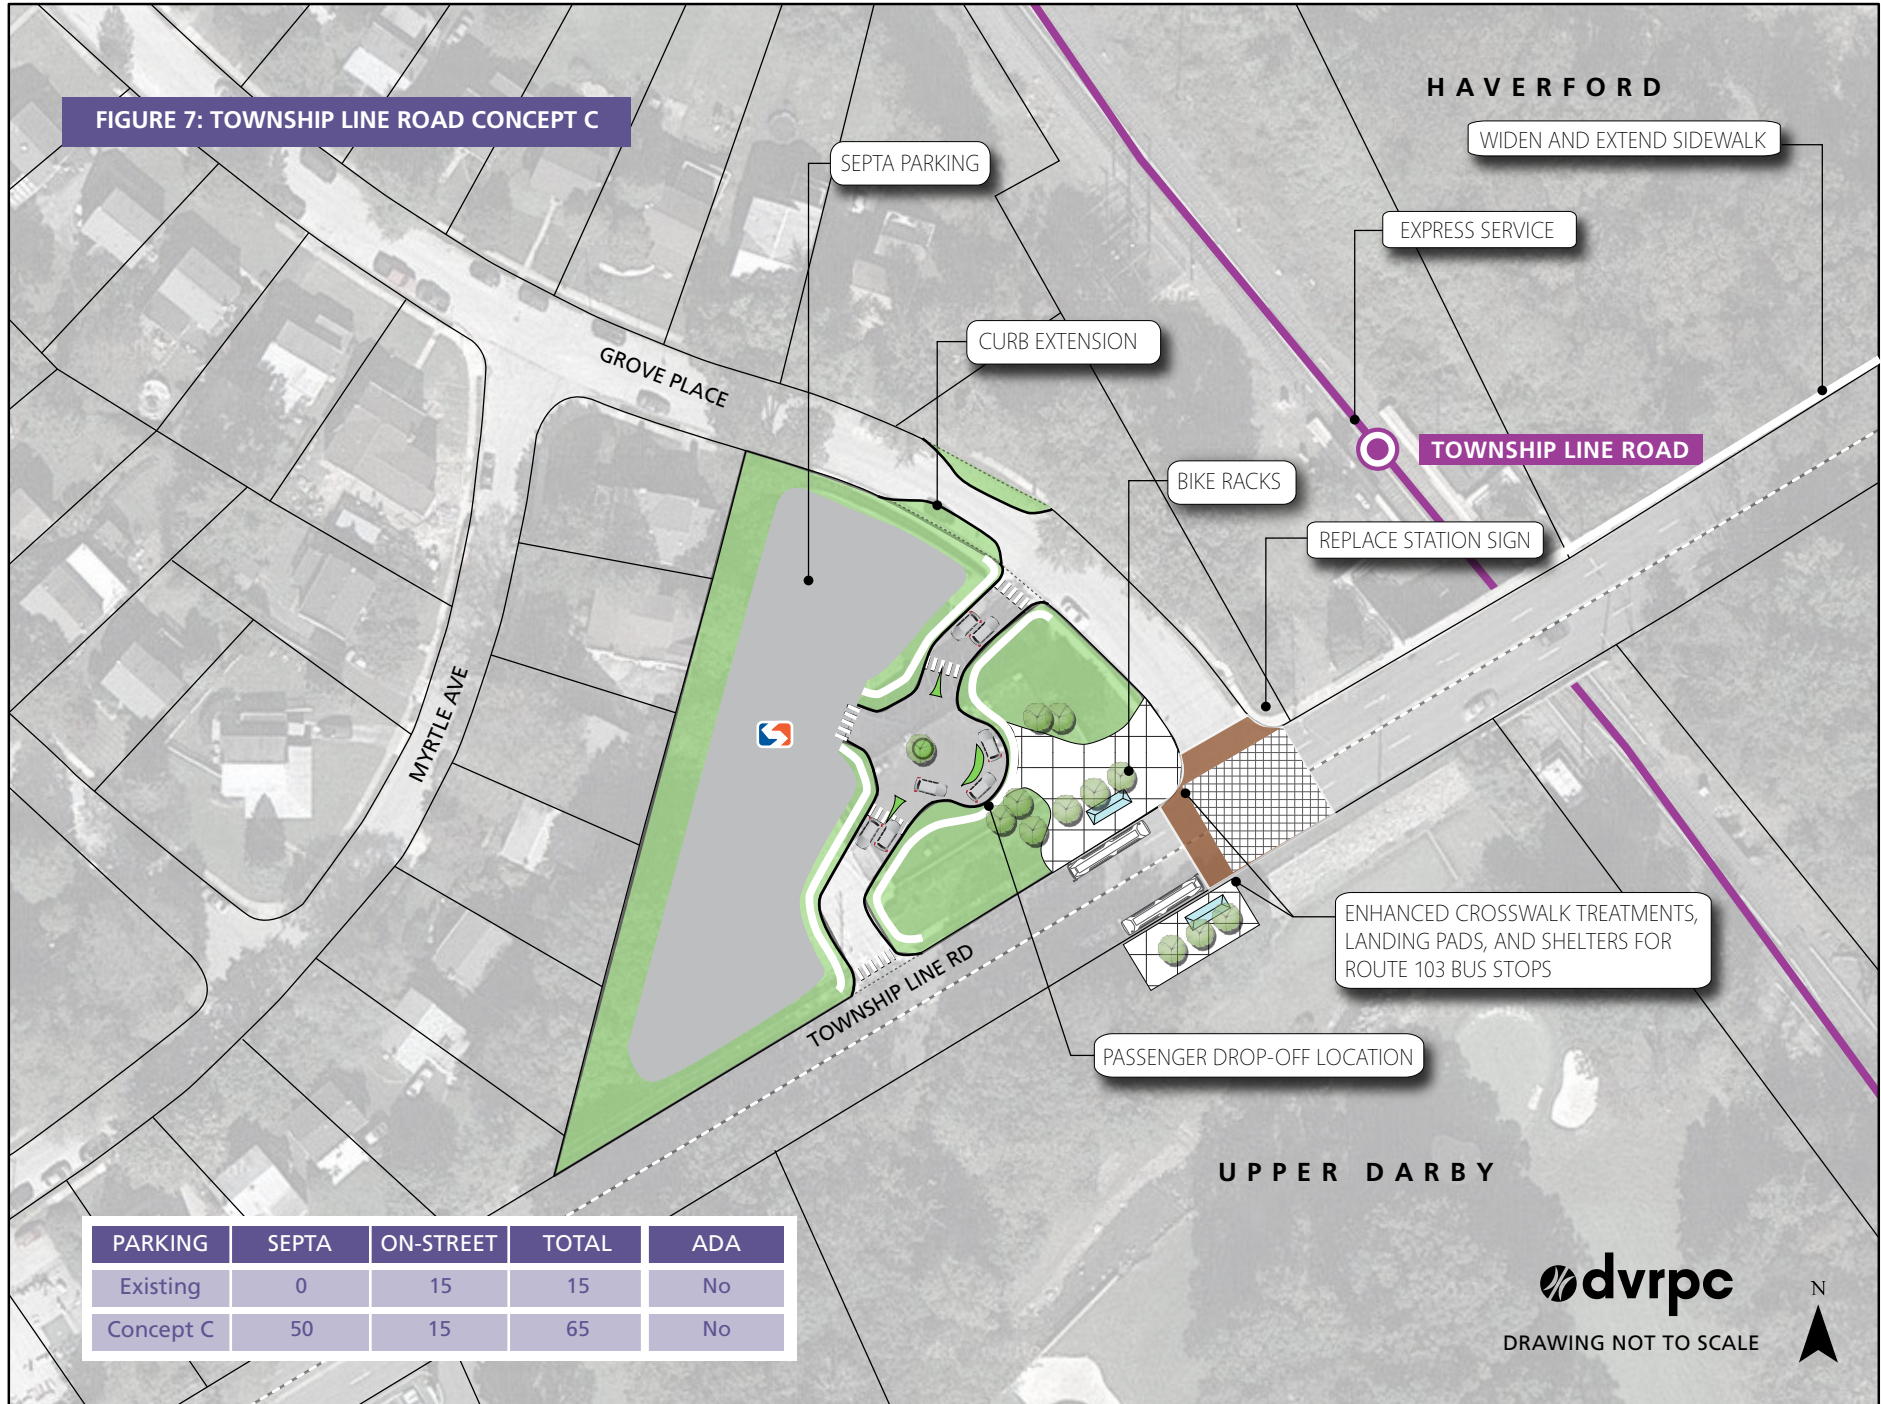 HAVERFORD
FIGURE 7: TOWNSHIP LINE ROAD CONCEPT C
WIDEN AND EXTEND SIDEWALK
SEPTA PARKING
EXPRESS SERVICE
CURB EXTENSION
GROVE PLACE
TOWNSHIP LINE ROAD
BIKE RACKS
REPLACE STATION SIGN
MYRTLE AVE
ENHANCED CROSSWALK TREATMENTS,
LANDING PADS, AND SHELTERS FOR
ROUTE 103 BUS STOPS
TOWNSHIP LINE RD
PASSENGER DROP-OFF LOCATION
UPPER DARBY
PARKING SEPTA ON-STREET TOTAL ADA
Existing 0 15 15 No
Concept C 50 15 65 No
dvrpc
N
DRAWING NOT TO SCALE